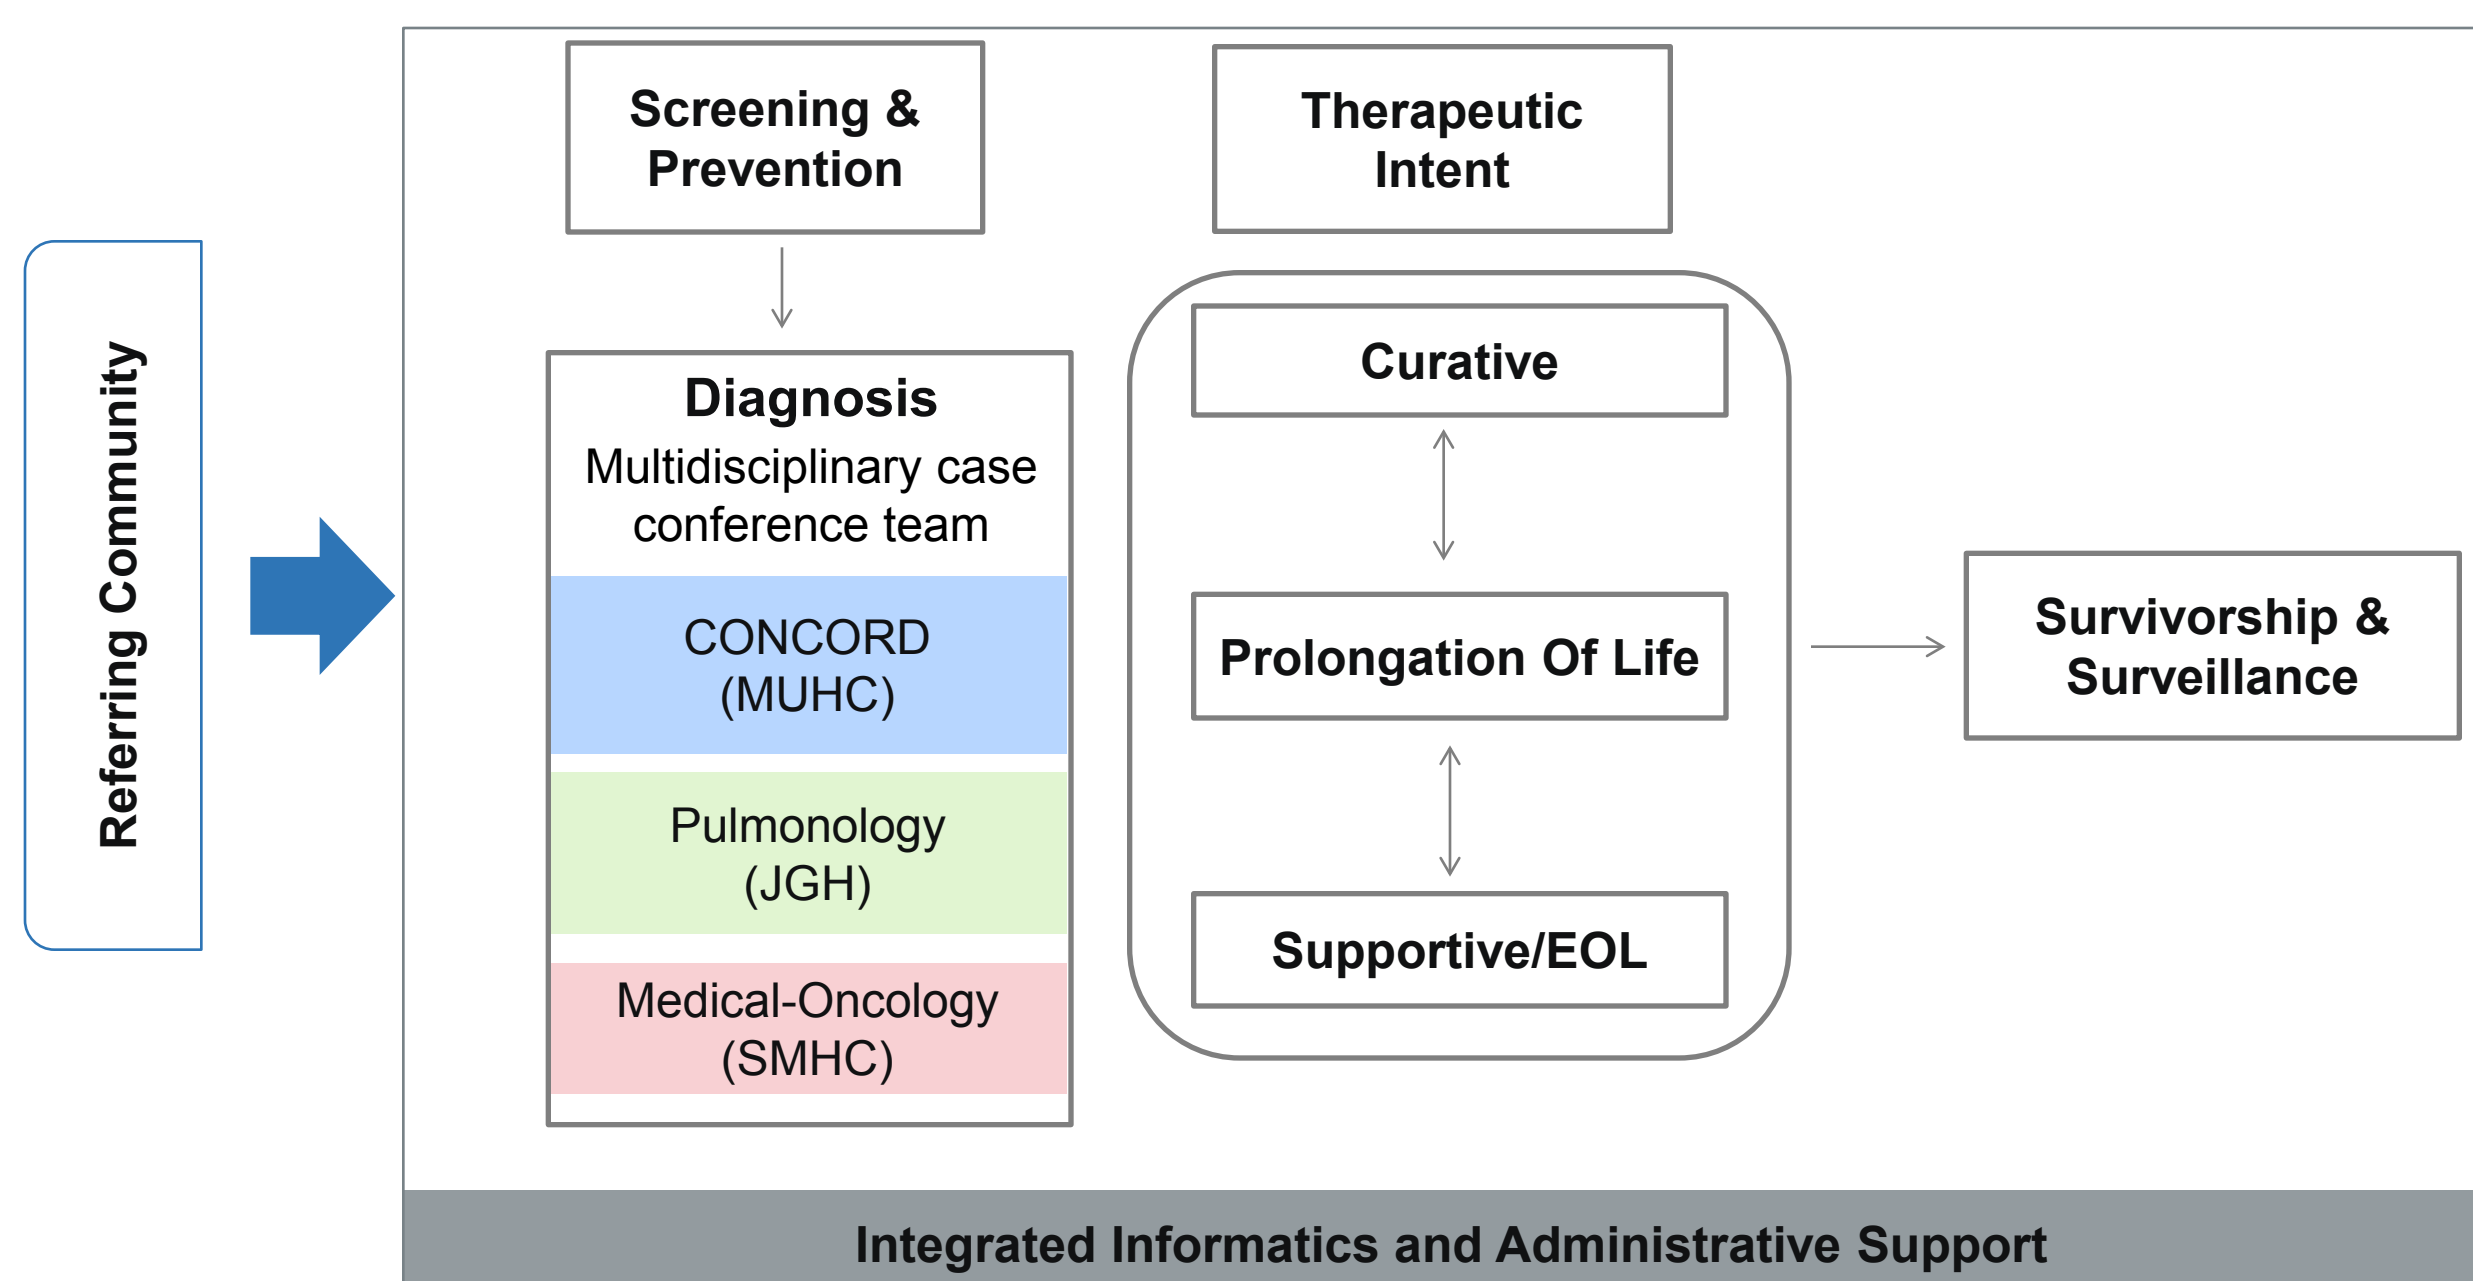 Referring Community
Screening &
Prevention
Diagnosis
Multidisciplinary case
conference team
CONCORD
(MUHC)
Pulmonology
(JGH)
Medical-Oncology
(SMHC)
Therapeutic
Intent
Curative
Prolongation Of Life
Supportive/EOL
Survivorship &
Surveillance
Integrated Informatics and Administrative Support